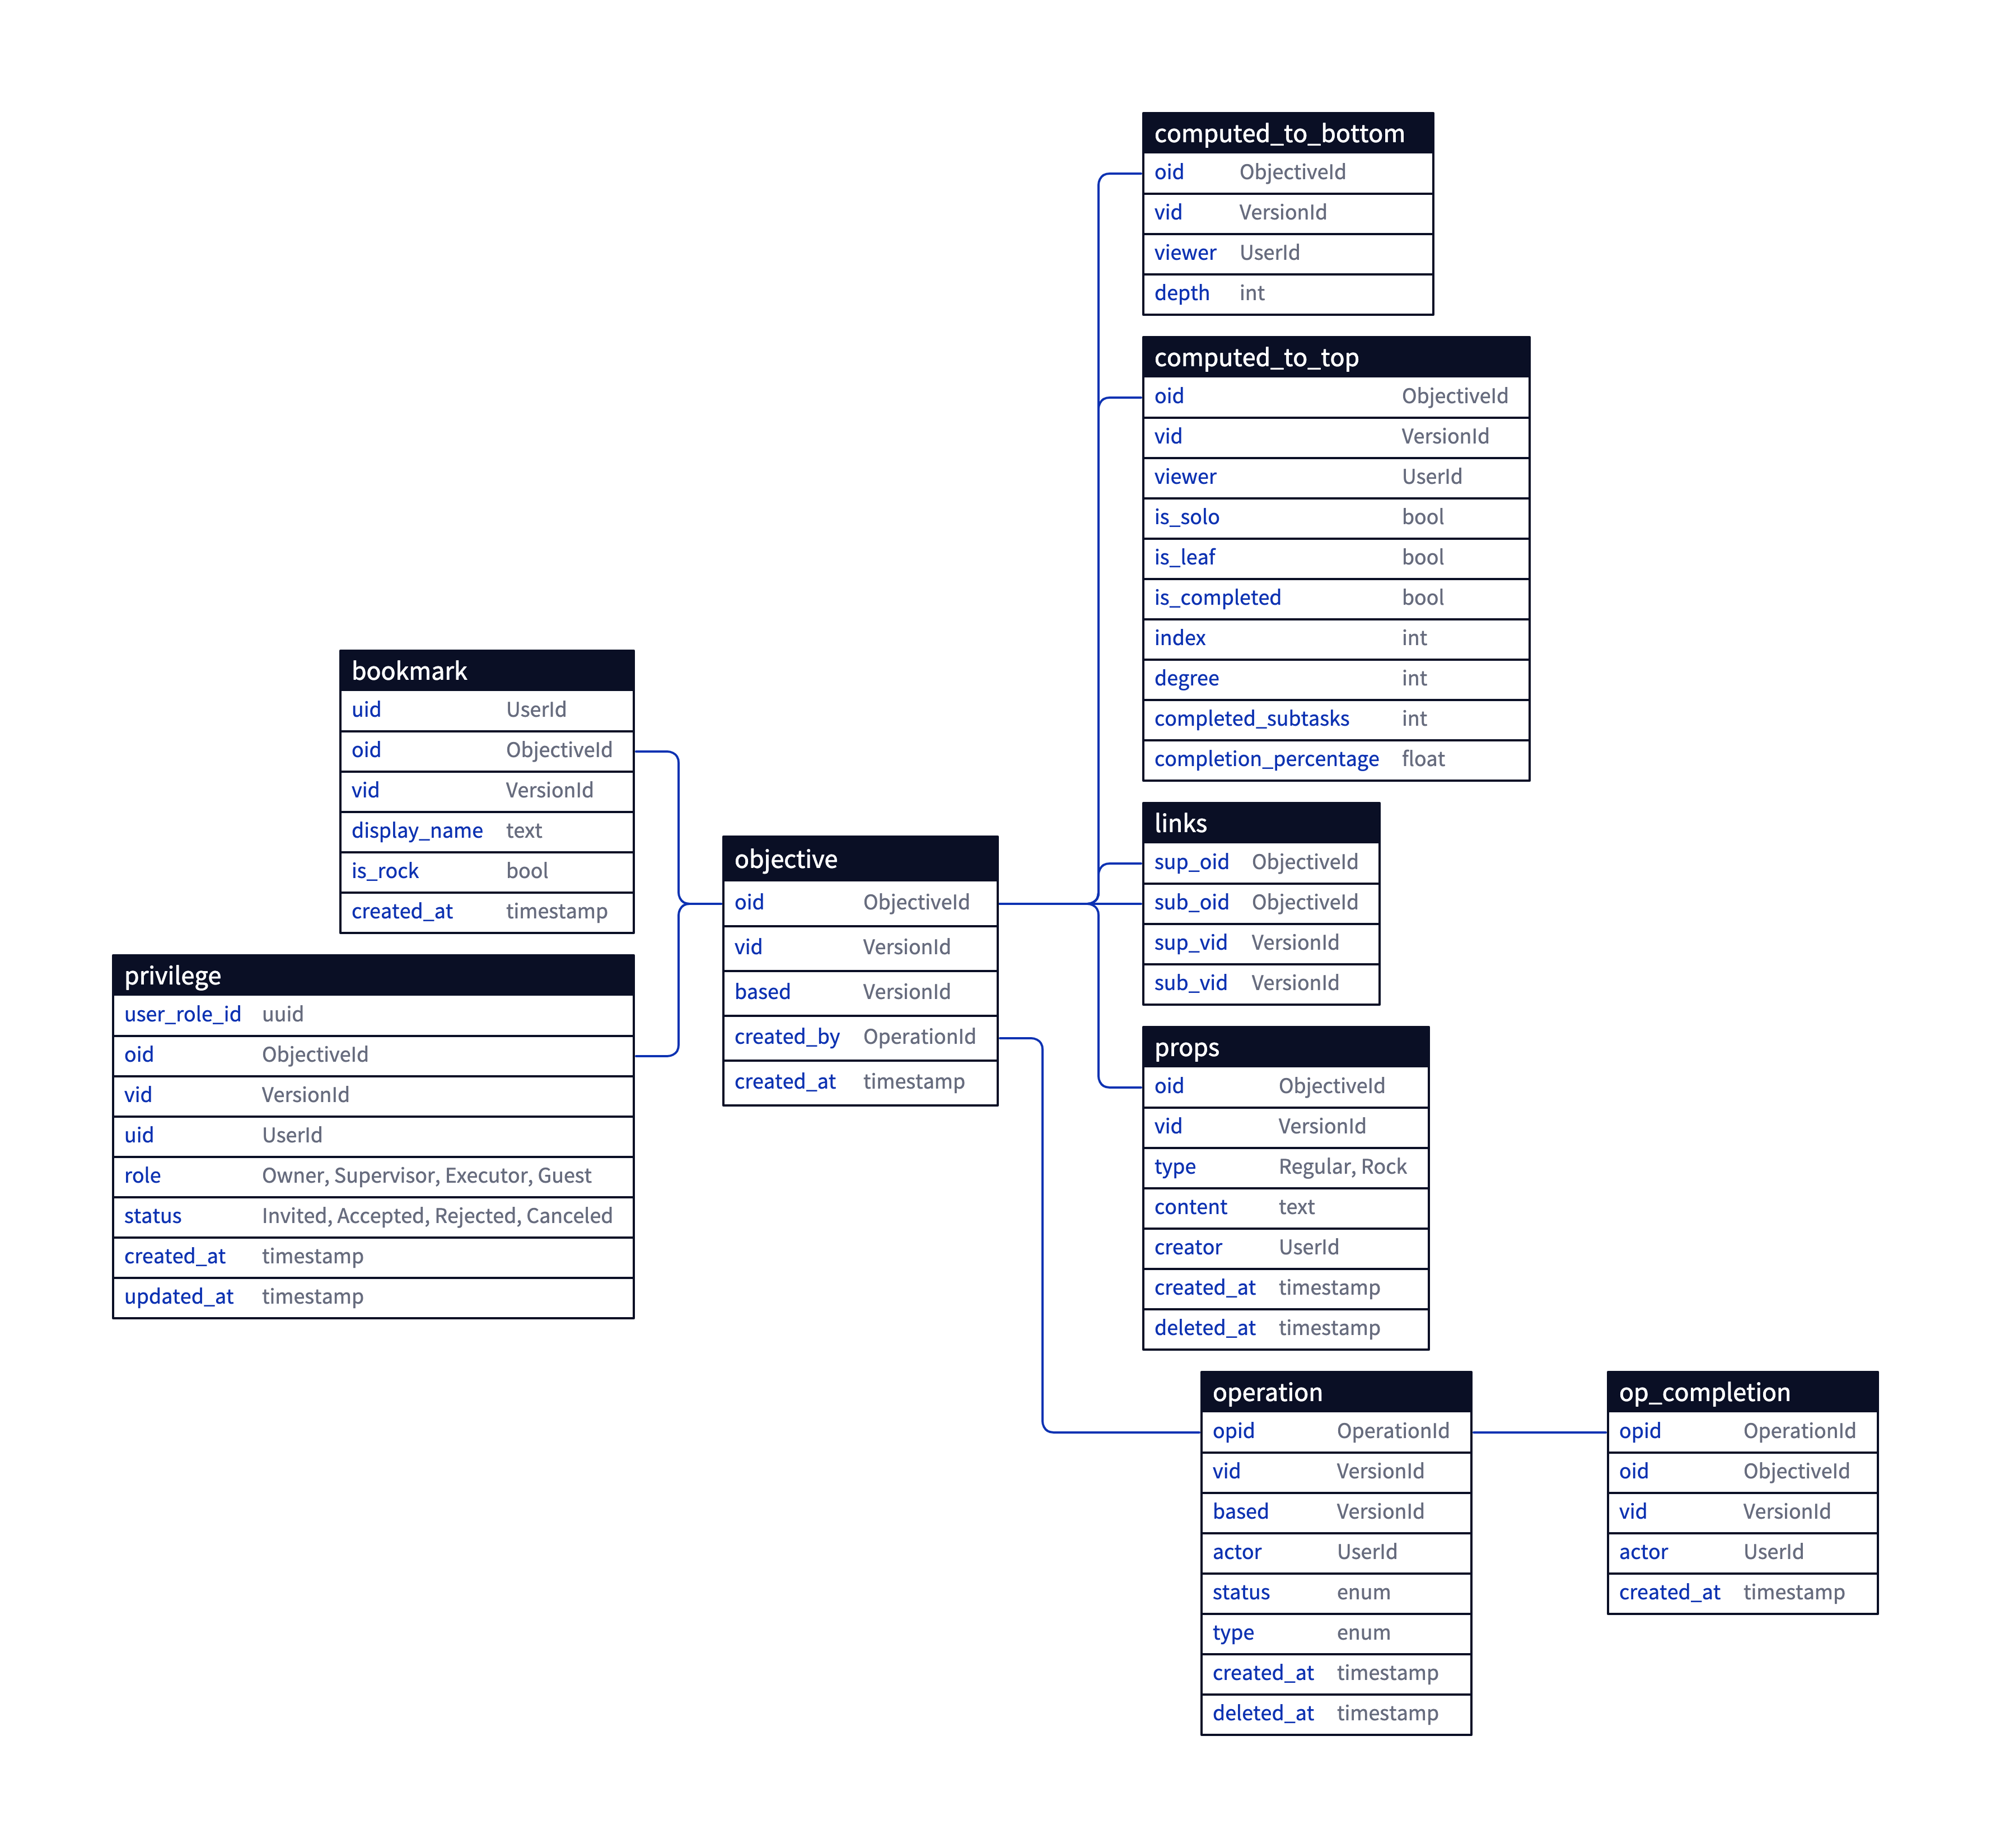 computed_to_bottom
oid ObjectiveId
vid VersionId
viewer UserId
depth int
computed_to_top
oid ObjectiveId
vid VersionId
viewer UserId
is_solo bool
is_leaf bool
is_completed bool
index int
degree int
completed_subtasks int
completion_percentage float
bookmark
uid UserId
oid ObjectiveId
vid VersionId
display_name text
is_rock bool
created_at timestamp
privilege
user_role_id uuid
oid ObjectiveId
vid VersionId
uid UserId
role Owner, Supervisor, Executor, Guest
status Invited, Accepted, Rejected, Canceled
created_at timestamp
updated_at timestamp
objective
oid ObjectiveId
vid VersionId
based VersionId
created_by OperationId
created_at timestamp
links
sup_oid ObjectiveId
sub_oid ObjectiveId
sup_vid VersionId
sub_vid VersionId
props
oid ObjectiveId
vid VersionId
type Regular, Rock
content text
creator UserId
created_at timestamp
deleted_at timestamp
operation
opid OperationId
vid VersionId
based VersionId
actor UserId
status enum
type enum
created_at timestamp
deleted_at timestamp
op_completion
opid OperationId
oid ObjectiveId
vid VersionId
actor UserId
created_at timestamp